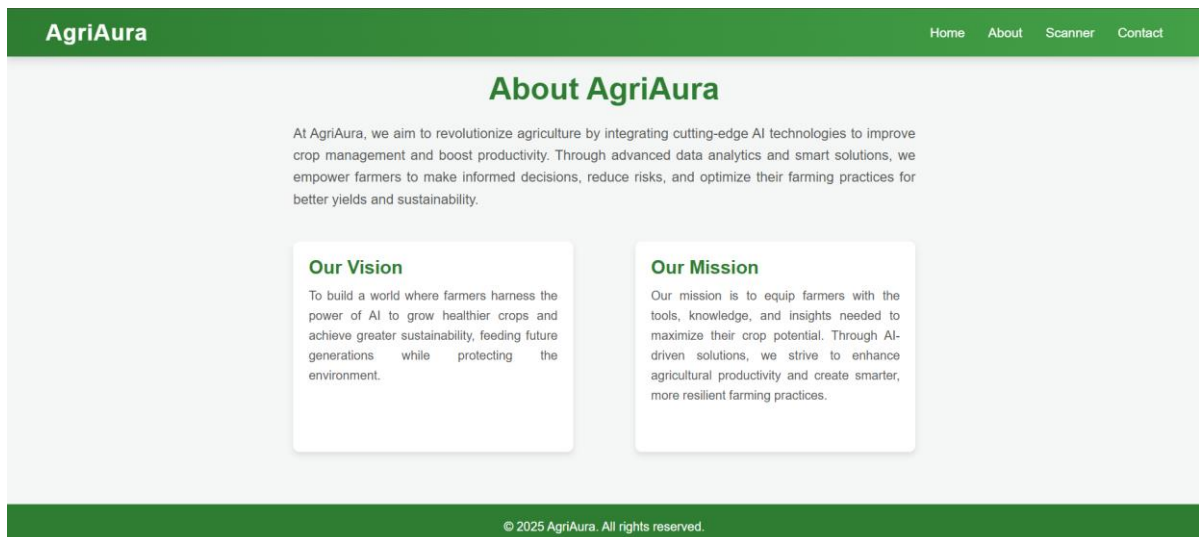 AgriAura
Home About Scanner Contact
About AgriAura
At AgriAura, we aim to revolutionize agriculture by integrating cutting-edge AI technologies to improve
crop management and boost productivity. Through advanced data analytics and smart solutions, we
empower farmers to make informed decisions, reduce risks, and optimize their farming practices for
better yields and sustainability.
Our Vision
To build a world where farmers harness the
power of AI to grow healthier crops and
achieve greater sustainability, feeding future
generations while protecting the
environment.
Our Mission
Our mission is to equip farmers with the
tools, knowledge, and insights needed to
maximize their crop potential. Through AI-
driven solutions, we strive to enhance
agricultural productivity and create smarter,
more resilient farming practices.
© 2025 AgriAura. All rights reserved.